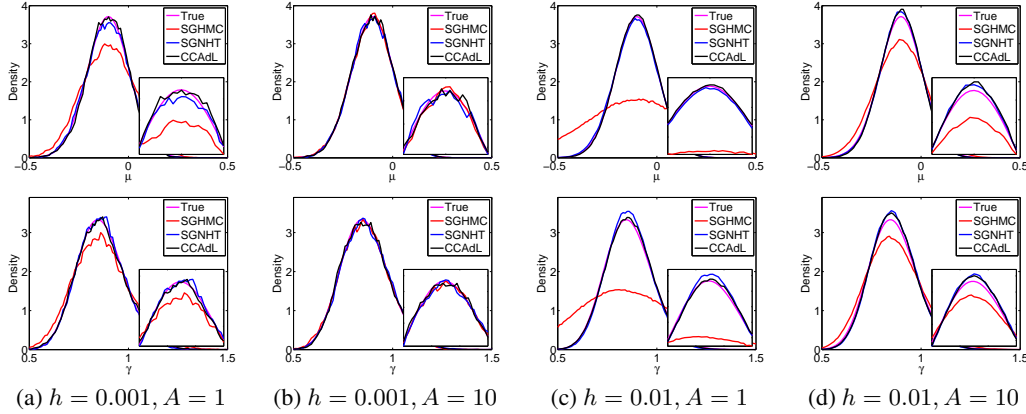 4
3
2
1
0
−0.5
0
0.5
Density
μ
True
SGHMC
SGNHT
CCAdL
4
3
2
1
0
−0.5
0
0.5
Density
μ
True
SGHMC
SGNHT
CCAdL
4
3
2
1
0
−0.5
0
0.5
Density
μ
True
SGHMC
SGNHT
CCAdL
4
3
2
1
0
−0.5
0
0.5
Density
μ
True
SGHMC
SGNHT
CCAdL
3
2
1
0
0.5
1
1.5
Density
γ
True
SGHMC
SGNHT
CCAdL
3
2
1
0
0.5
1
1.5
Density
γ
True
SGHMC
SGNHT
CCAdL
3
2
1
0
0.5
1
1.5
Density
γ
True
SGHMC
SGNHT
CCAdL
3
2
1
0
0.5
1
1.5
Density
γ
True
SGHMC
SGNHT
CCAdL
(a) h = 0.001, A = 1
(b) h = 0.001, A = 10
(c) h = 0.01, A = 1
(d) h = 0.01, A = 10